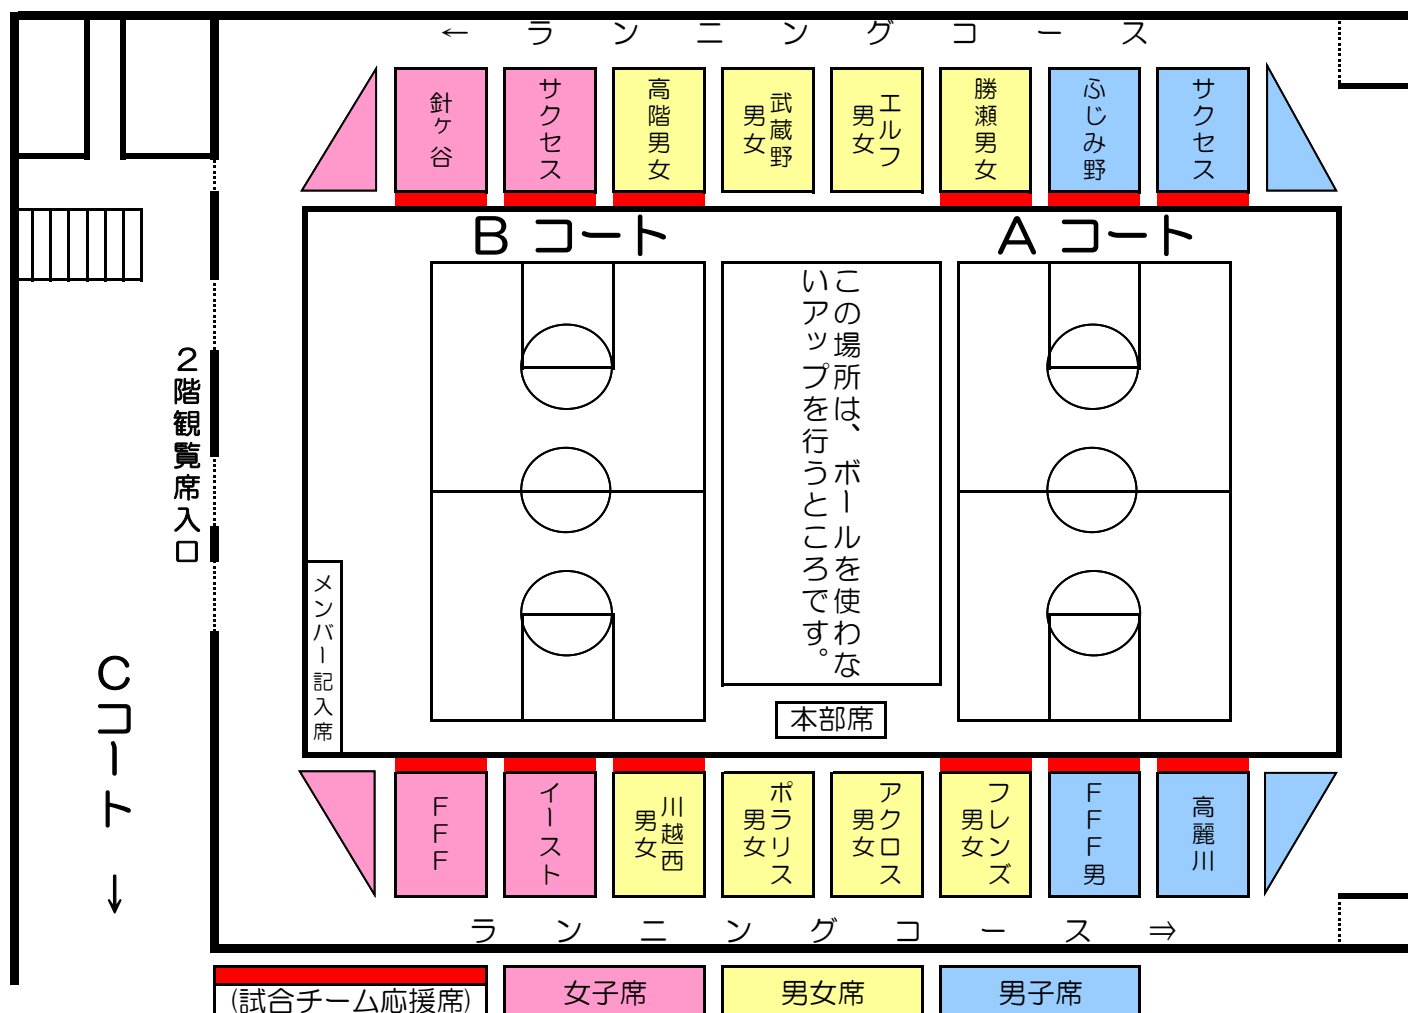 ← ランニングコース
針ヶ谷
サクセス
高階男女
武蔵野
男女
エルフ
男女
勝瀬男女
ふじみ野
サクセス
B コート
A コート
この場所は、ボールを使わな
いアップを行うところです。
2階観覧席入口
メンバー記入席
Cコート ↓
本部席
FFF
イースト
川越西
男女
ポラリス
男女
アクロス
男女
フレンズ
男女
FFF男
高麗川
ランニングコース ⇒
(試合チーム応援席)
女子席
男女席
男子席